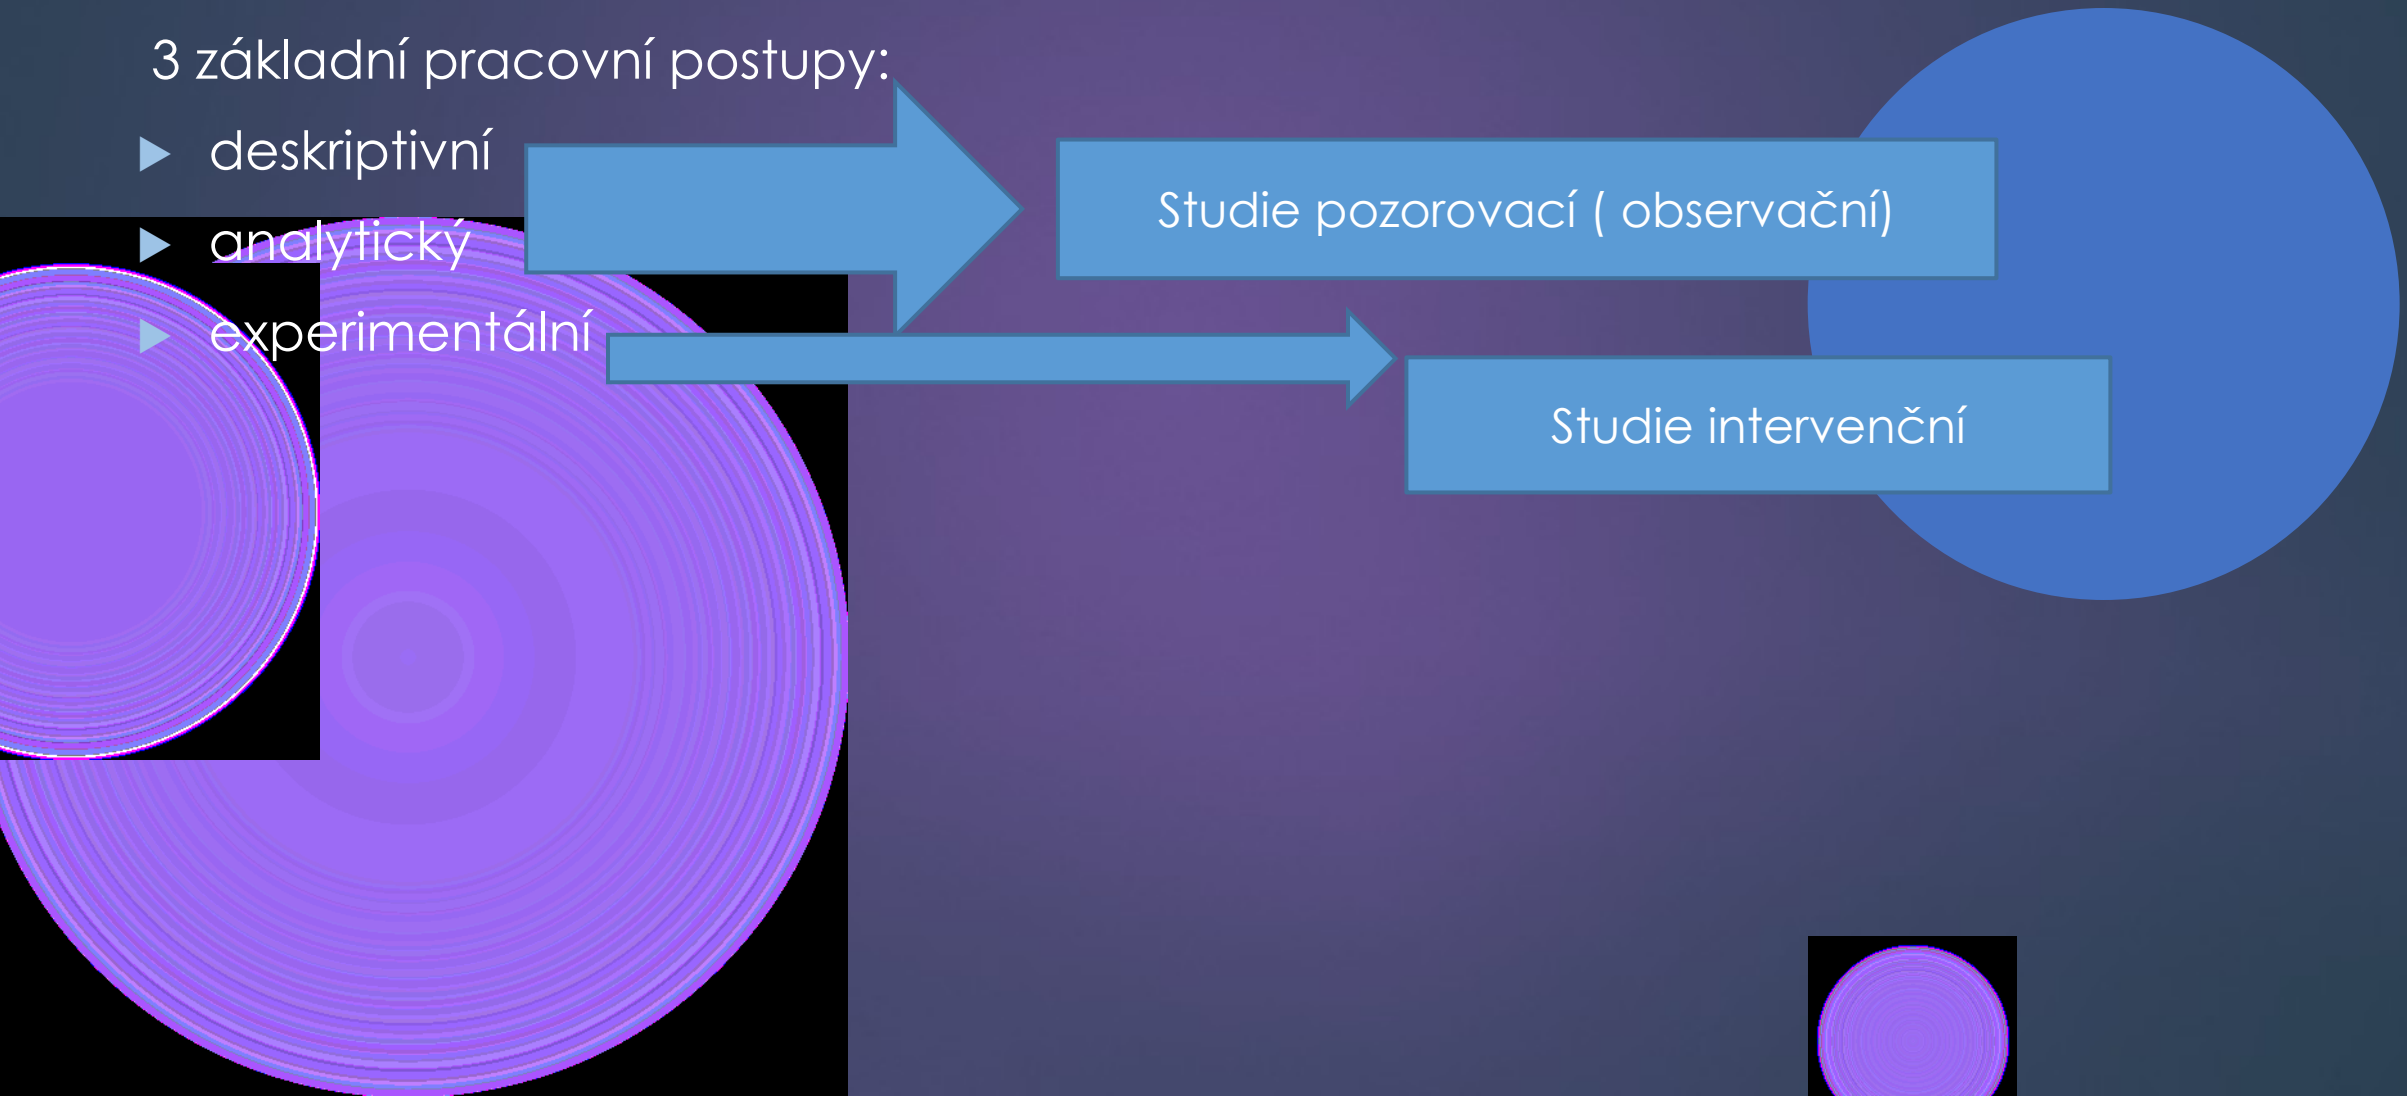 3 základní pracovní postupy:
deskriptivní
analytický
experimentální
Studie pozorovací ( observační)
Studie intervenční